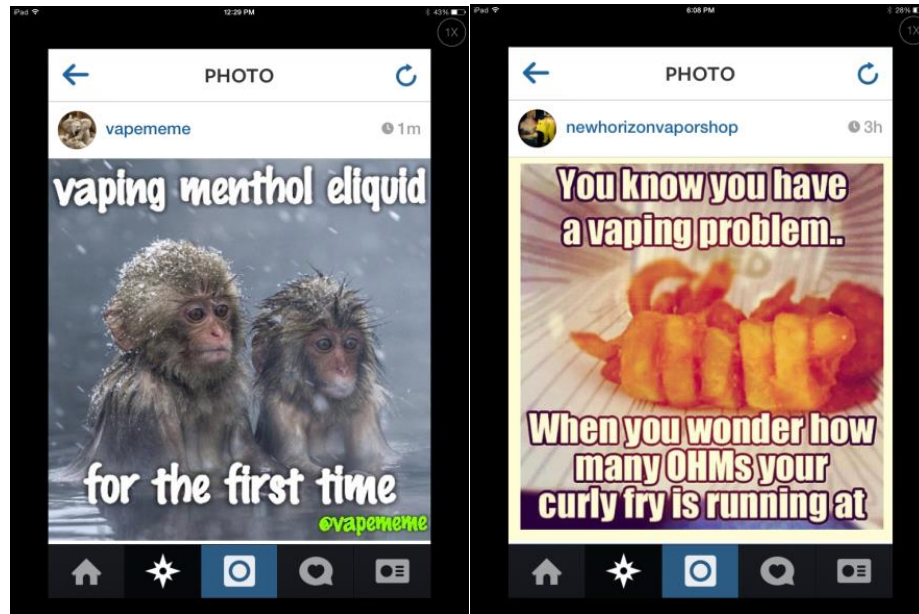 iPad
12:29 PM
43%
1X
PHOTO
vapememe
1m
vaping menthol eliquid
for the first time
@vapememe
iPad
6:08 PM
28%
1X
PHOTO
newhorizonvaporshop
3h
You know you have
a vaping problem..
When you wonder how
many OHMs your
curly fry is running at